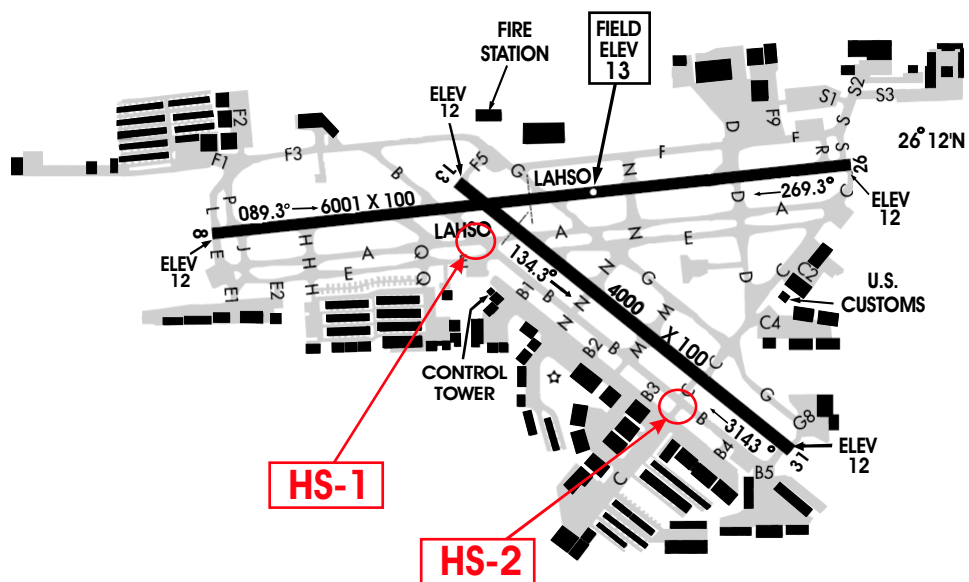 FIRE
STATION
FIELD
ELEV
13
ELEV
12
F2
F1
F3
B
F5
G
13
D
F9
F
N
S1
S2
S3
S
S
R
26
26°12'N
LAHSO
269.3°
ELEV
12
C
A
D
D
P
L
8
089.3°
6001 X 100
ELEV
12
E
J
H
H
H
A
E
Q
Q
LAHSO
H
A
N
N
E
134.3°
B1
B
N
N
G
M
M
4000
X 100
E1
E2
C
C2
C4
U.S.
CUSTOMS
CONTROL
TOWER
B2
B
N
M
M
B3
C
C
B
B4
B5
G
G8
3143°
31
ELEV
12
C
HS-1
HS-2